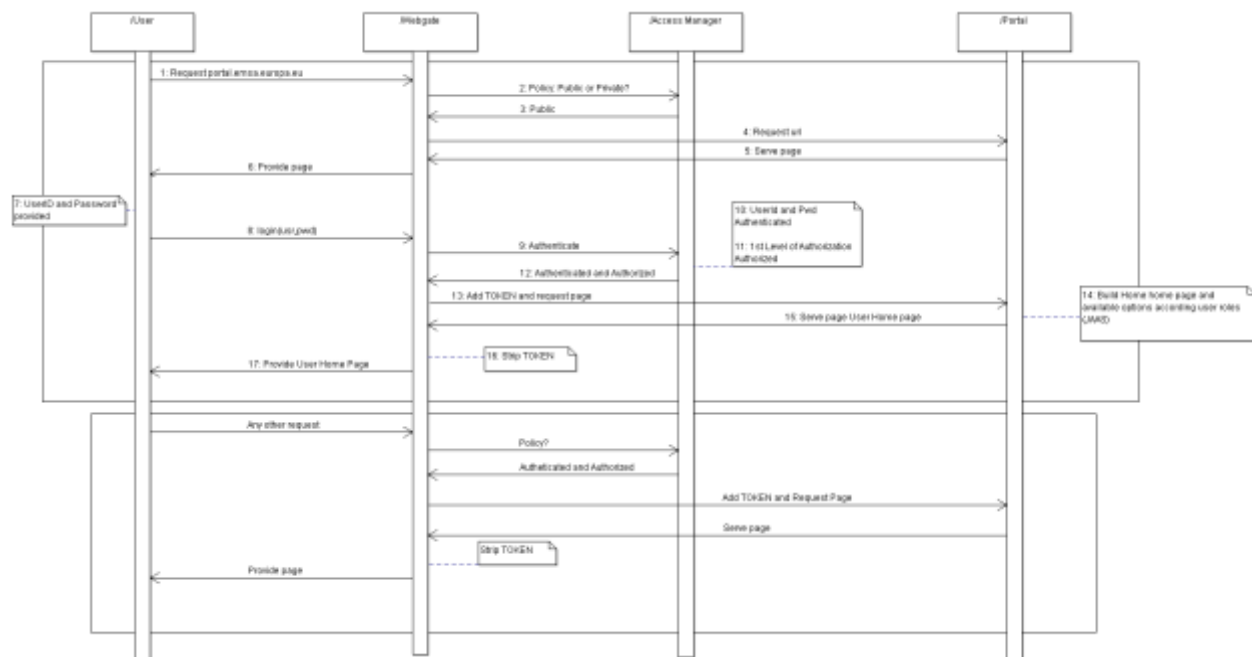 /User
/Webgate
/Access Manager
/Portal
1: Request portal.emsa.europa.eu
2: Policy: Public or Private?
3: Public
4: Request url
5: Serve page
6: Provide page
7: UserID and Password
provided
8: login(usr,pwd)
9: Authenticate
10: UserId and Pwd
Authenticated
11: 1st Level of Authorization
Authorized
12: Authenticated and Authorized
13: Add TOKEN and request page
14: Build Home home page and
available options according user roles
(JAAS)
15: Serve page User Home page
16: Strip TOKEN
17: Provide User Home Page
Any other request
Policy?
Autheticated and Authorized
Add TOKEN and Request Page
Serve page
Strip TOKEN
Provide page